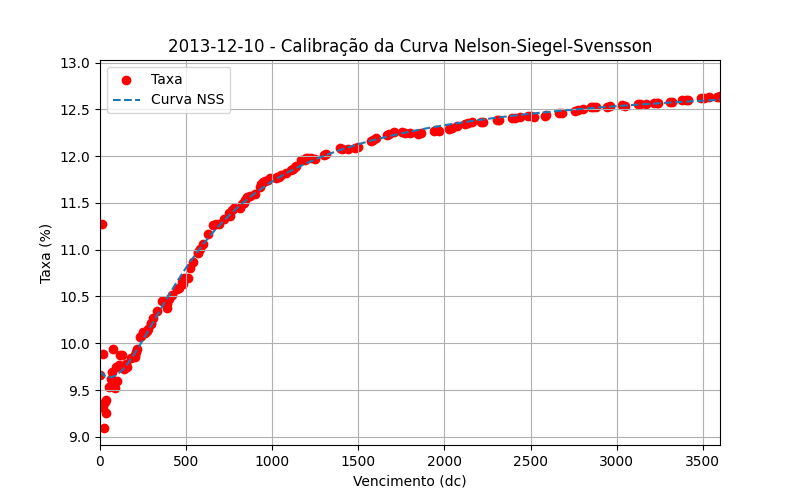 2013-12-10 - Calibração da Curva Nelson-Siegel-Svensson
Taxa
Curva NSS
Taxa (%)
13.0
12.5
12.0
11.5
11.0
10.5
10.0
9.5
9.0
0 500 1000 1500 2000 2500 3000 3500
Vencimento (dc)